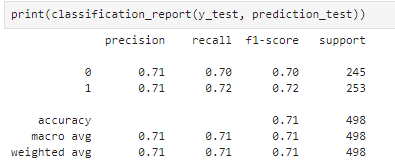 print(classification_report(y_test, prediction_test))
precision recall f1-score support
0 0.71 0.70 0.70 245
1 0.71 0.72 0.72 253
accuracy 0.71 498
macro avg 0.71 0.71 0.71 498
weighted avg 0.71 0.71 0.71 498